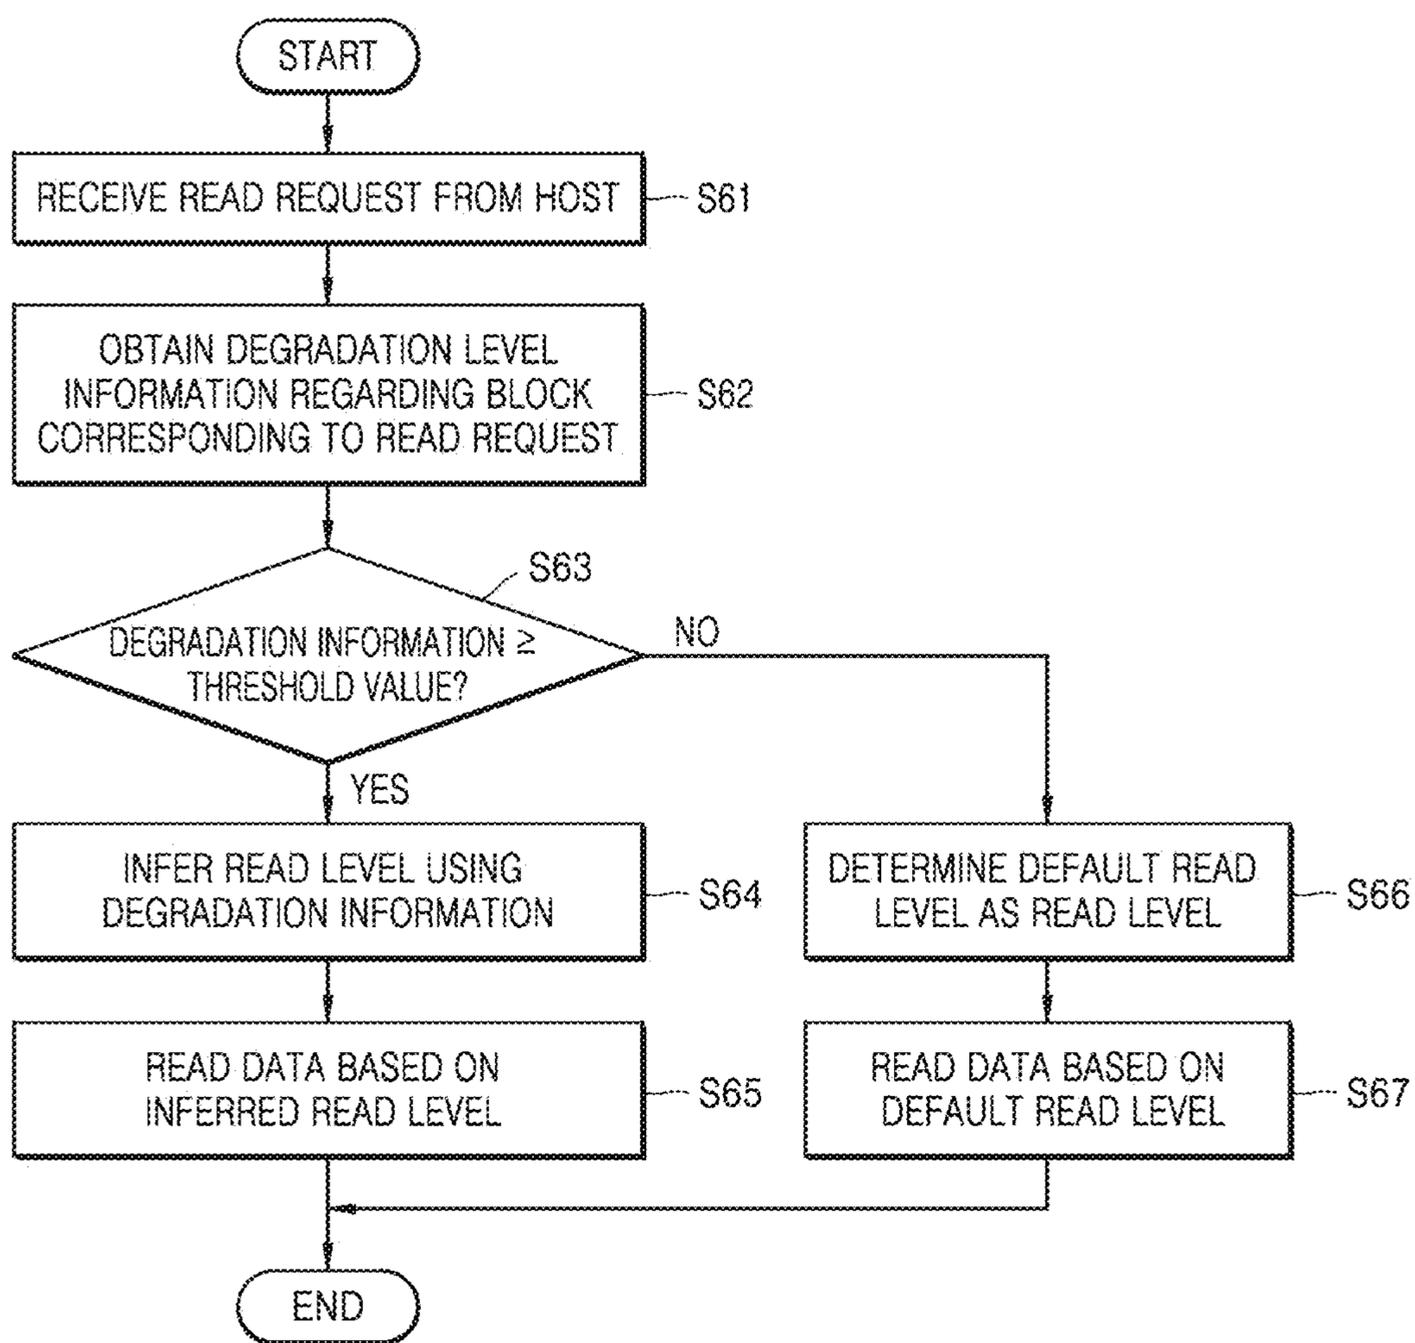 START
RECEIVE READ REQUEST FROM HOST
S61
OBTAIN DEGRADATION LEVEL
INFORMATION REGARDING BLOCK
CORRESPONDING TO READ REQUEST
S62
S63
DEGRADATION INFORMATION ≥
THRESHOLD VALUE?
NO
YES
INFER READ LEVEL USING
DEGRADATION INFORMATION
S64
DETERMINE DEFAULT READ
LEVEL AS READ LEVEL
S66
READ DATA BASED ON
INFERRED READ LEVEL
S65
READ DATA BASED ON
DEFAULT READ LEVEL
S67
END